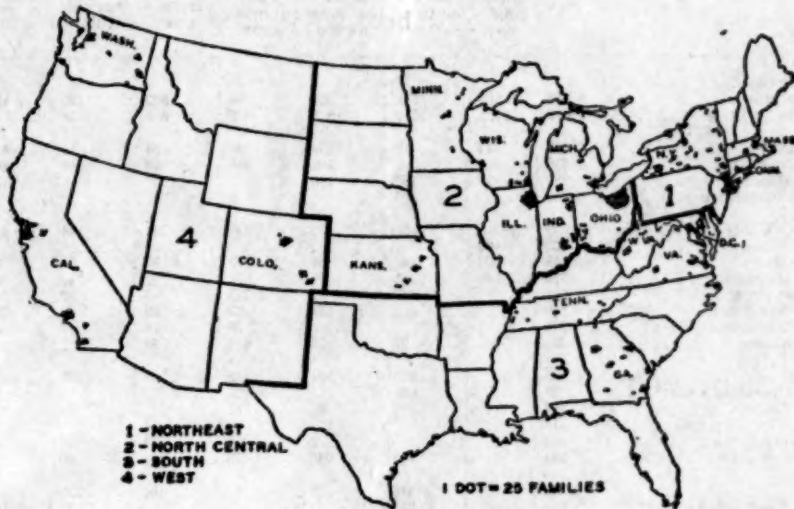 WASH.
MINN.
WIS.
MICH.
N.Y.
MASS.
CONN.
2
1
ILL.
IND.
OHIO
4
COLO.
KANS.
CAL.
W. VA.
VA.
D.C.
TENN.
3
GA.
1 - NORTHEAST
2 - NORTH CENTRAL
3 - SOUTH
4 - WEST
1 DOT = 25 FAMILIES